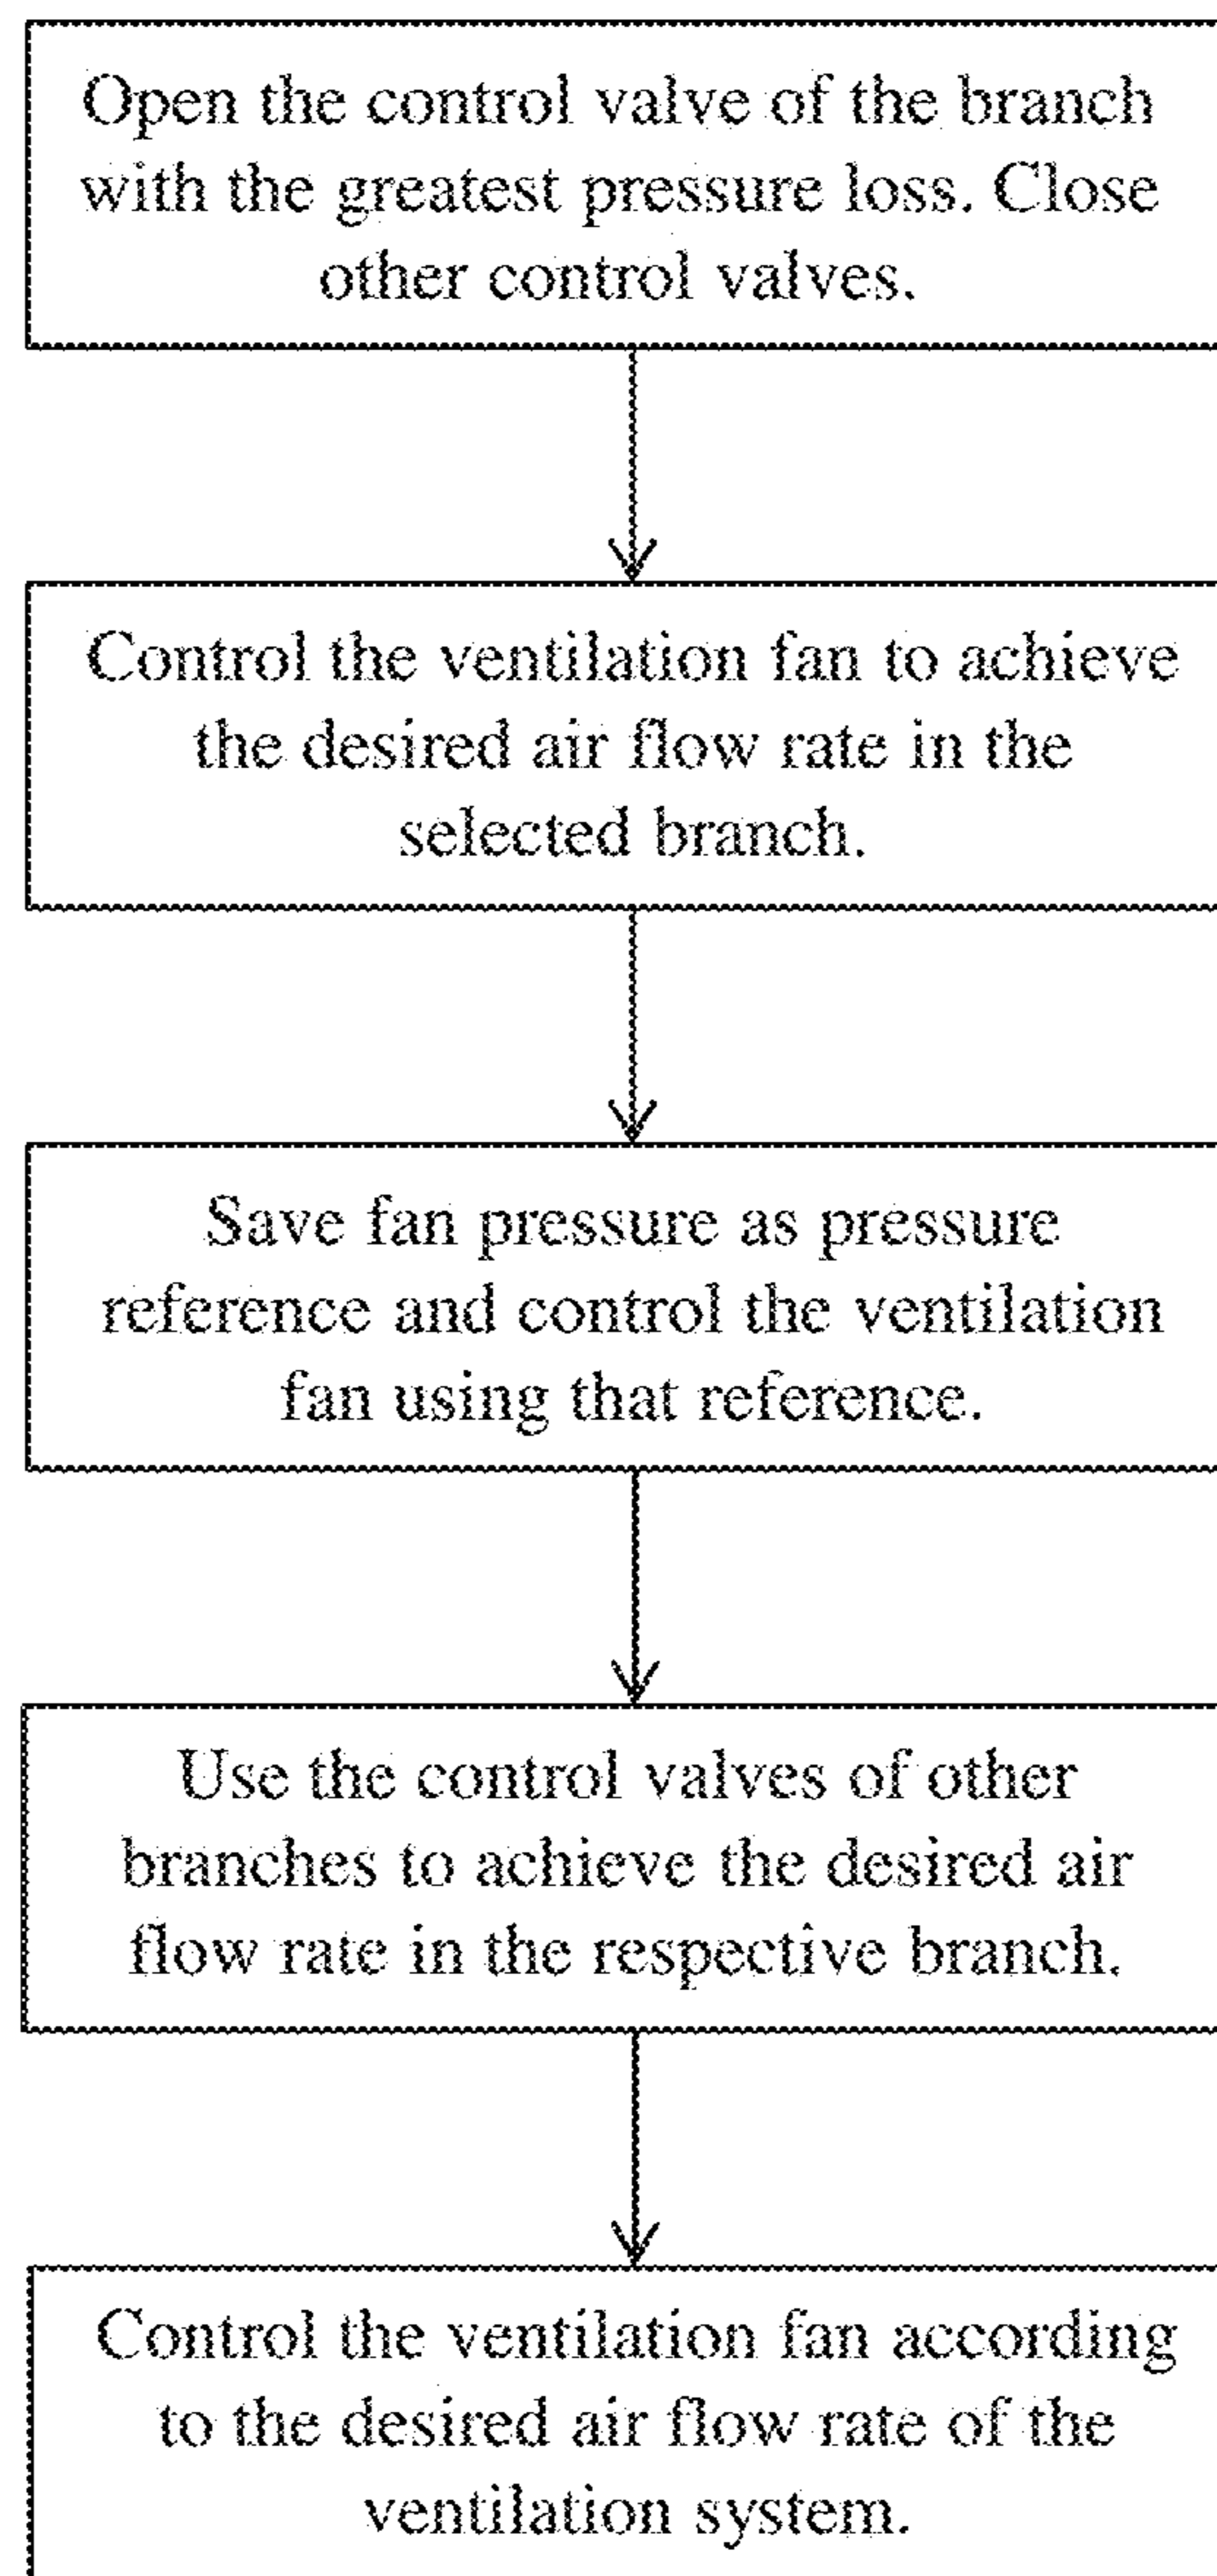 Open the control valve of the branch
with the greatest pressure loss. Close
other control valves.
Control the ventilation fan to achieve
the desired air flow rate in the
selected branch.
Save fan pressure as pressure
reference and control the ventilation
fan using that reference.
Use the control valves of other
branches to achieve the desired air
flow rate in the respective branch.
Control the ventilation fan according
to the desired air flow rate of the
ventilation system.